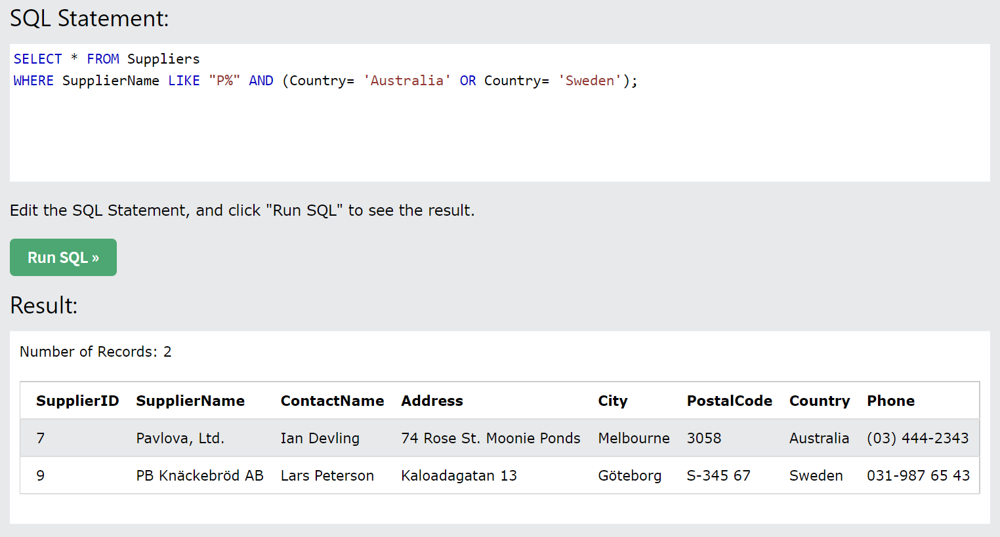 SQL Statement:
SELECT * FROM Suppliers
WHERE SupplierName LIKE "P%" AND (Country= 'Australia' OR Country= 'Sweden');
Edit the SQL Statement, and click "Run SQL" to see the result.
Run SQL »
Result:
Number of Records: 2
SupplierID SupplierName ContactName Address City PostalCode Country Phone
7 Pavlova, Ltd. Ian Devling 74 Rose St. Moonie Ponds Melbourne 3058 Australia (03) 444-2343
9 PB Knäckebröd AB Lars Peterson Kaloadagatan 13 Göteborg S-345 67 Sweden 031-987 65 43